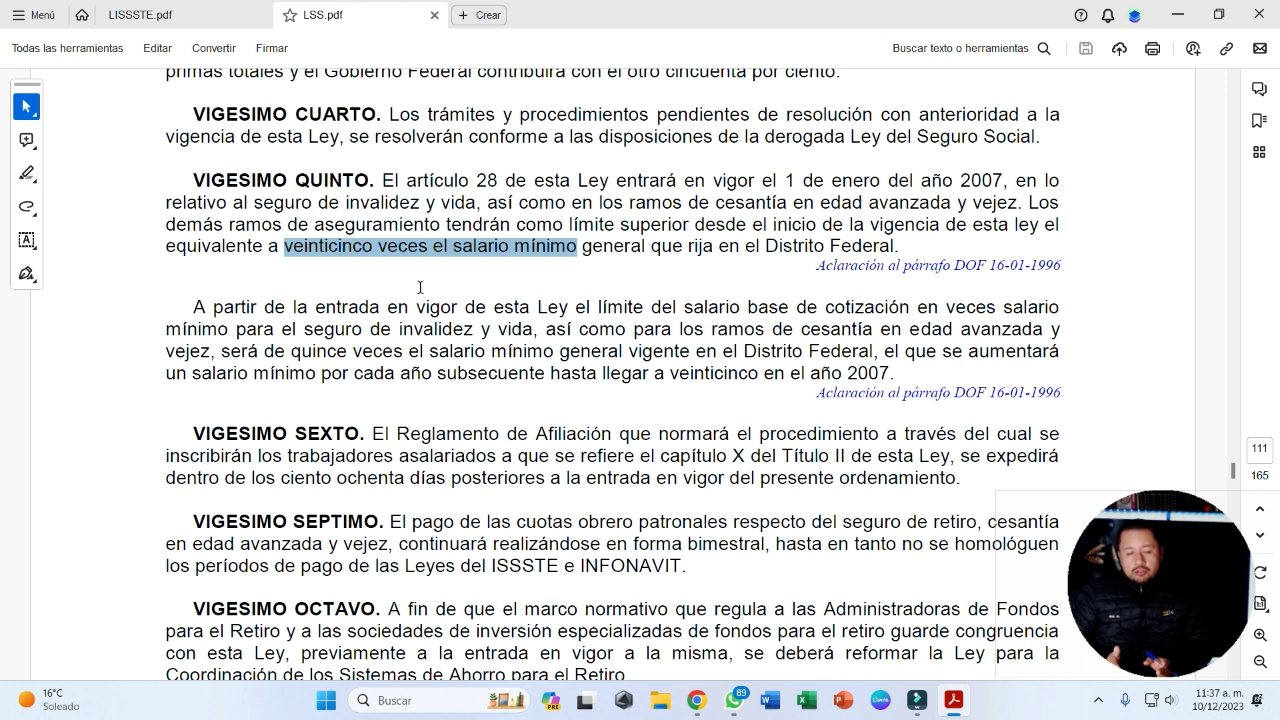 Menú
LISSSTE.pdf
LSS.pdf
Crear
Todas las herramientas
Editar
Convertir
Firmar
Buscar texto o herramientas
primas totales y el Gobierno Federal contribuirá con el otro cincuenta por ciento.
VIGESIMO CUARTO. Los trámites y procedimientos pendientes de resolución con anterioridad a la
vigencia de esta Ley, se resolverán conforme a las disposiciones de la derogada Ley del Seguro Social.
VIGESIMO QUINTO. El artículo 28 de esta Ley entrará en vigor el 1 de enero del año 2007, en lo
relativo al seguro de invalidez y vida, así como en los ramos de cesantía en edad avanzada y vejez. Los
demás ramos de aseguramiento tendrán como límite superior desde el inicio de la vigencia de esta ley el
equivalente a veinticinco veces el salario mínimo general que rija en el Distrito Federal.
Aclaración al párrafo DOF 16-01-1996
A partir de la entrada en vigor de esta Ley el límite del salario base de cotización en veces salario
mínimo para el seguro de invalidez y vida, así como para los ramos de cesantía en edad avanzada y
vejez, será de quince veces el salario mínimo general vigente en el Distrito Federal, el que se aumentará
un salario mínimo por cada año subsecuente hasta llegar a veinticinco en el año 2007.
Aclaración al párrafo DOF 16-01-1996
VIGESIMO SEXTO. El Reglamento de Afiliación que normará el procedimiento a través del cual se
inscribirán los trabajadores asalariados a que se refiere el capítulo X del Título II de esta Ley, se expedirá
dentro de los ciento ochenta días posteriores a la entrada en vigor del presente ordenamiento.
VIGESIMO SEPTIMO. El pago de las cuotas obrero patronales respecto del seguro de retiro, cesantía
en edad avanzada y vejez, continuará realizándose en forma bimestral, hasta en tanto no se homológuen
los períodos de pago de las Leyes del ISSSTE e INFONAVIT.
VIGESIMO OCTAVO. A fin de que el marco normativo que regula a las Administradoras de Fondos
para el Retiro y a las sociedades de inversión especializadas de fondos para el retiro guarde congruencia
con esta Ley, previamente a la entrada en vigor a la misma, se deberá reformar la Ley para la
Coordinación de los Sistemas de Ahorro para el Retiro
111
165
16°C
Soleado
Buscar
PRE
89
11:37 a. m.
10/12/2023